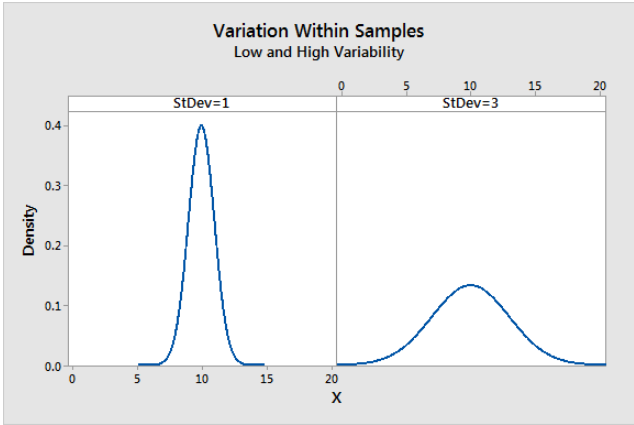 Variation Within Samples
Low and High Variability
0 5 10 15 20
StDev=1 StDev=3
0.4
0.3
0.2
0.1
0.0
Density
0 5 10 15 20
X